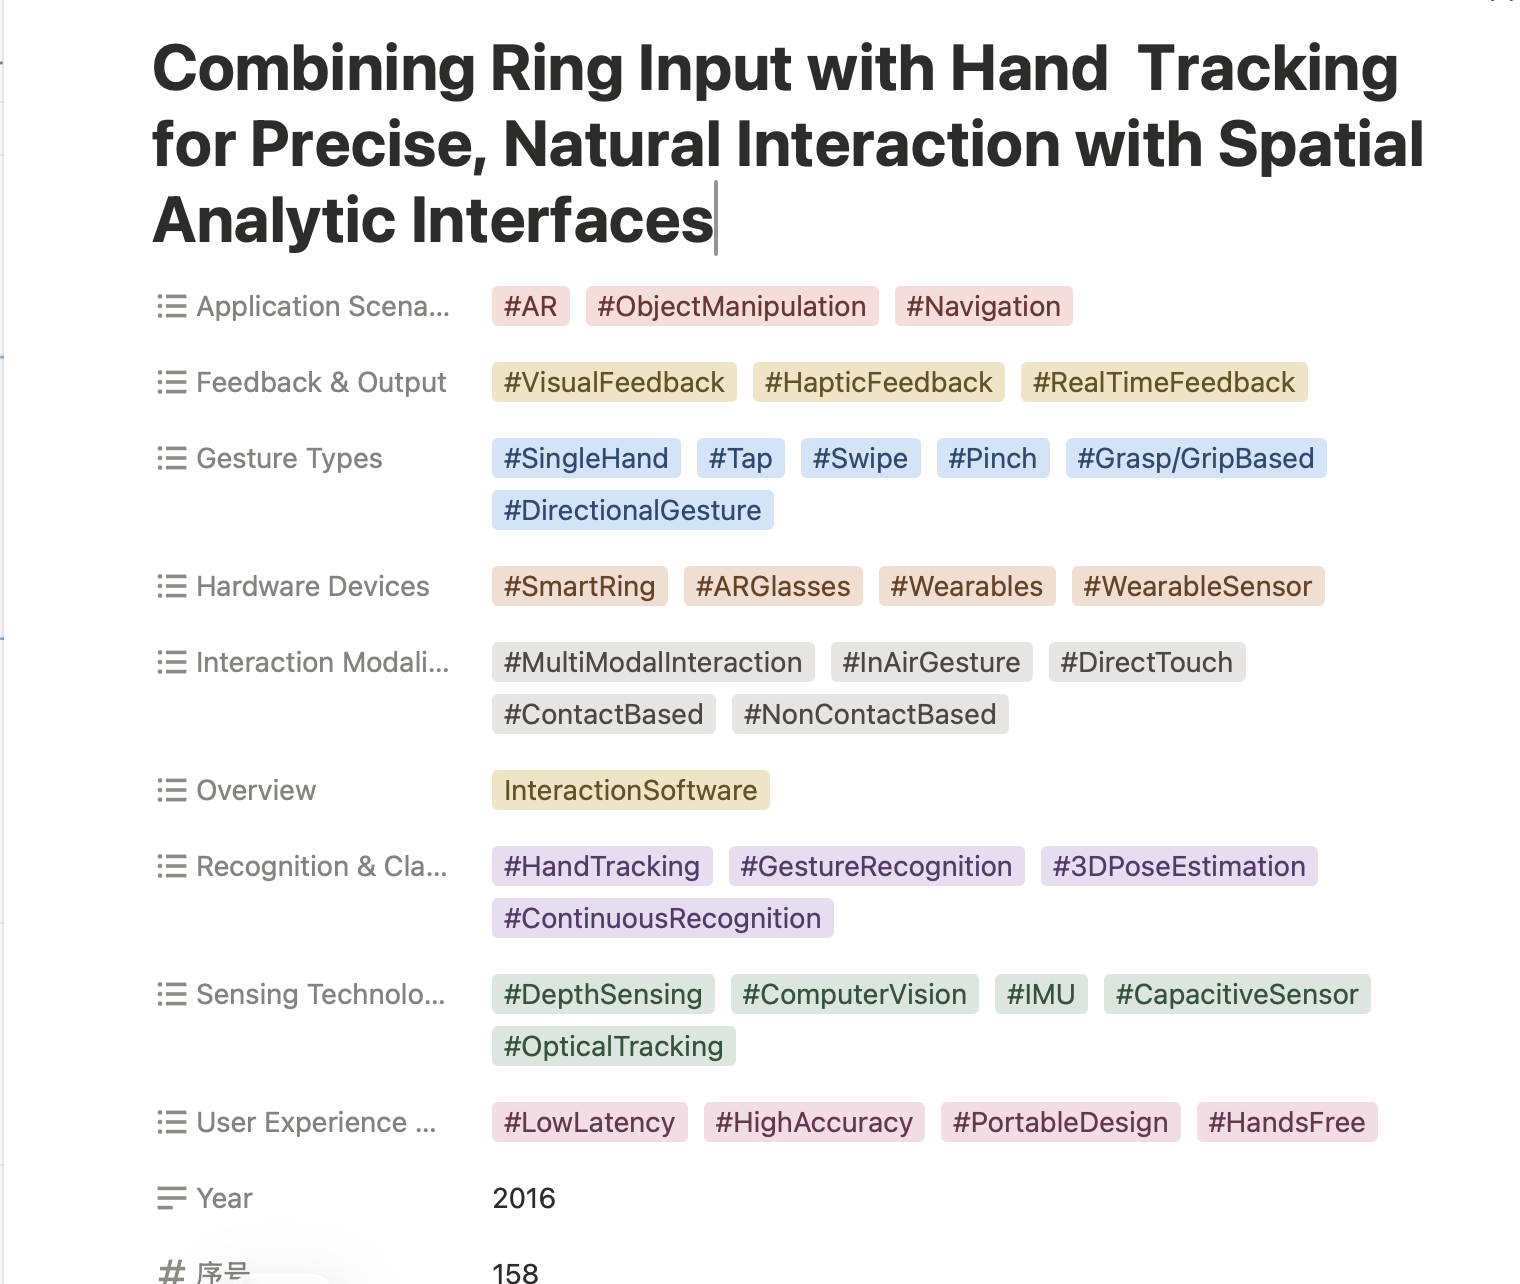 Combining Ring Input with Hand  Tracking
for Precise, Natural Interaction with Spatial
Analytic Interfaces
Application Scena... #AR #ObjectManipulation #Navigation
Feedback & Output #VisualFeedback #HapticFeedback #RealTimeFeedback
Gesture Types #SingleHand #Tap #Swipe #Pinch #Grasp/GripBased
#DirectionalGesture
Hardware Devices #SmartRing #ARGlasses #Wearables #WearableSensor
Interaction Modali... #MultiModalInteraction #InAirGesture #DirectTouch
#ContactBased #NonContactBased
Overview InteractionSoftware
Recognition & Cla... #HandTracking #GestureRecognition #3DPoseEstimation
#ContinuousRecognition
Sensing Technolo... #DepthSensing #ComputerVision #IMU #CapacitiveSensor
#OpticalTracking
User Experience ... #LowLatency #HighAccuracy #PortableDesign #HandsFree
Year 2016
# 序号 158